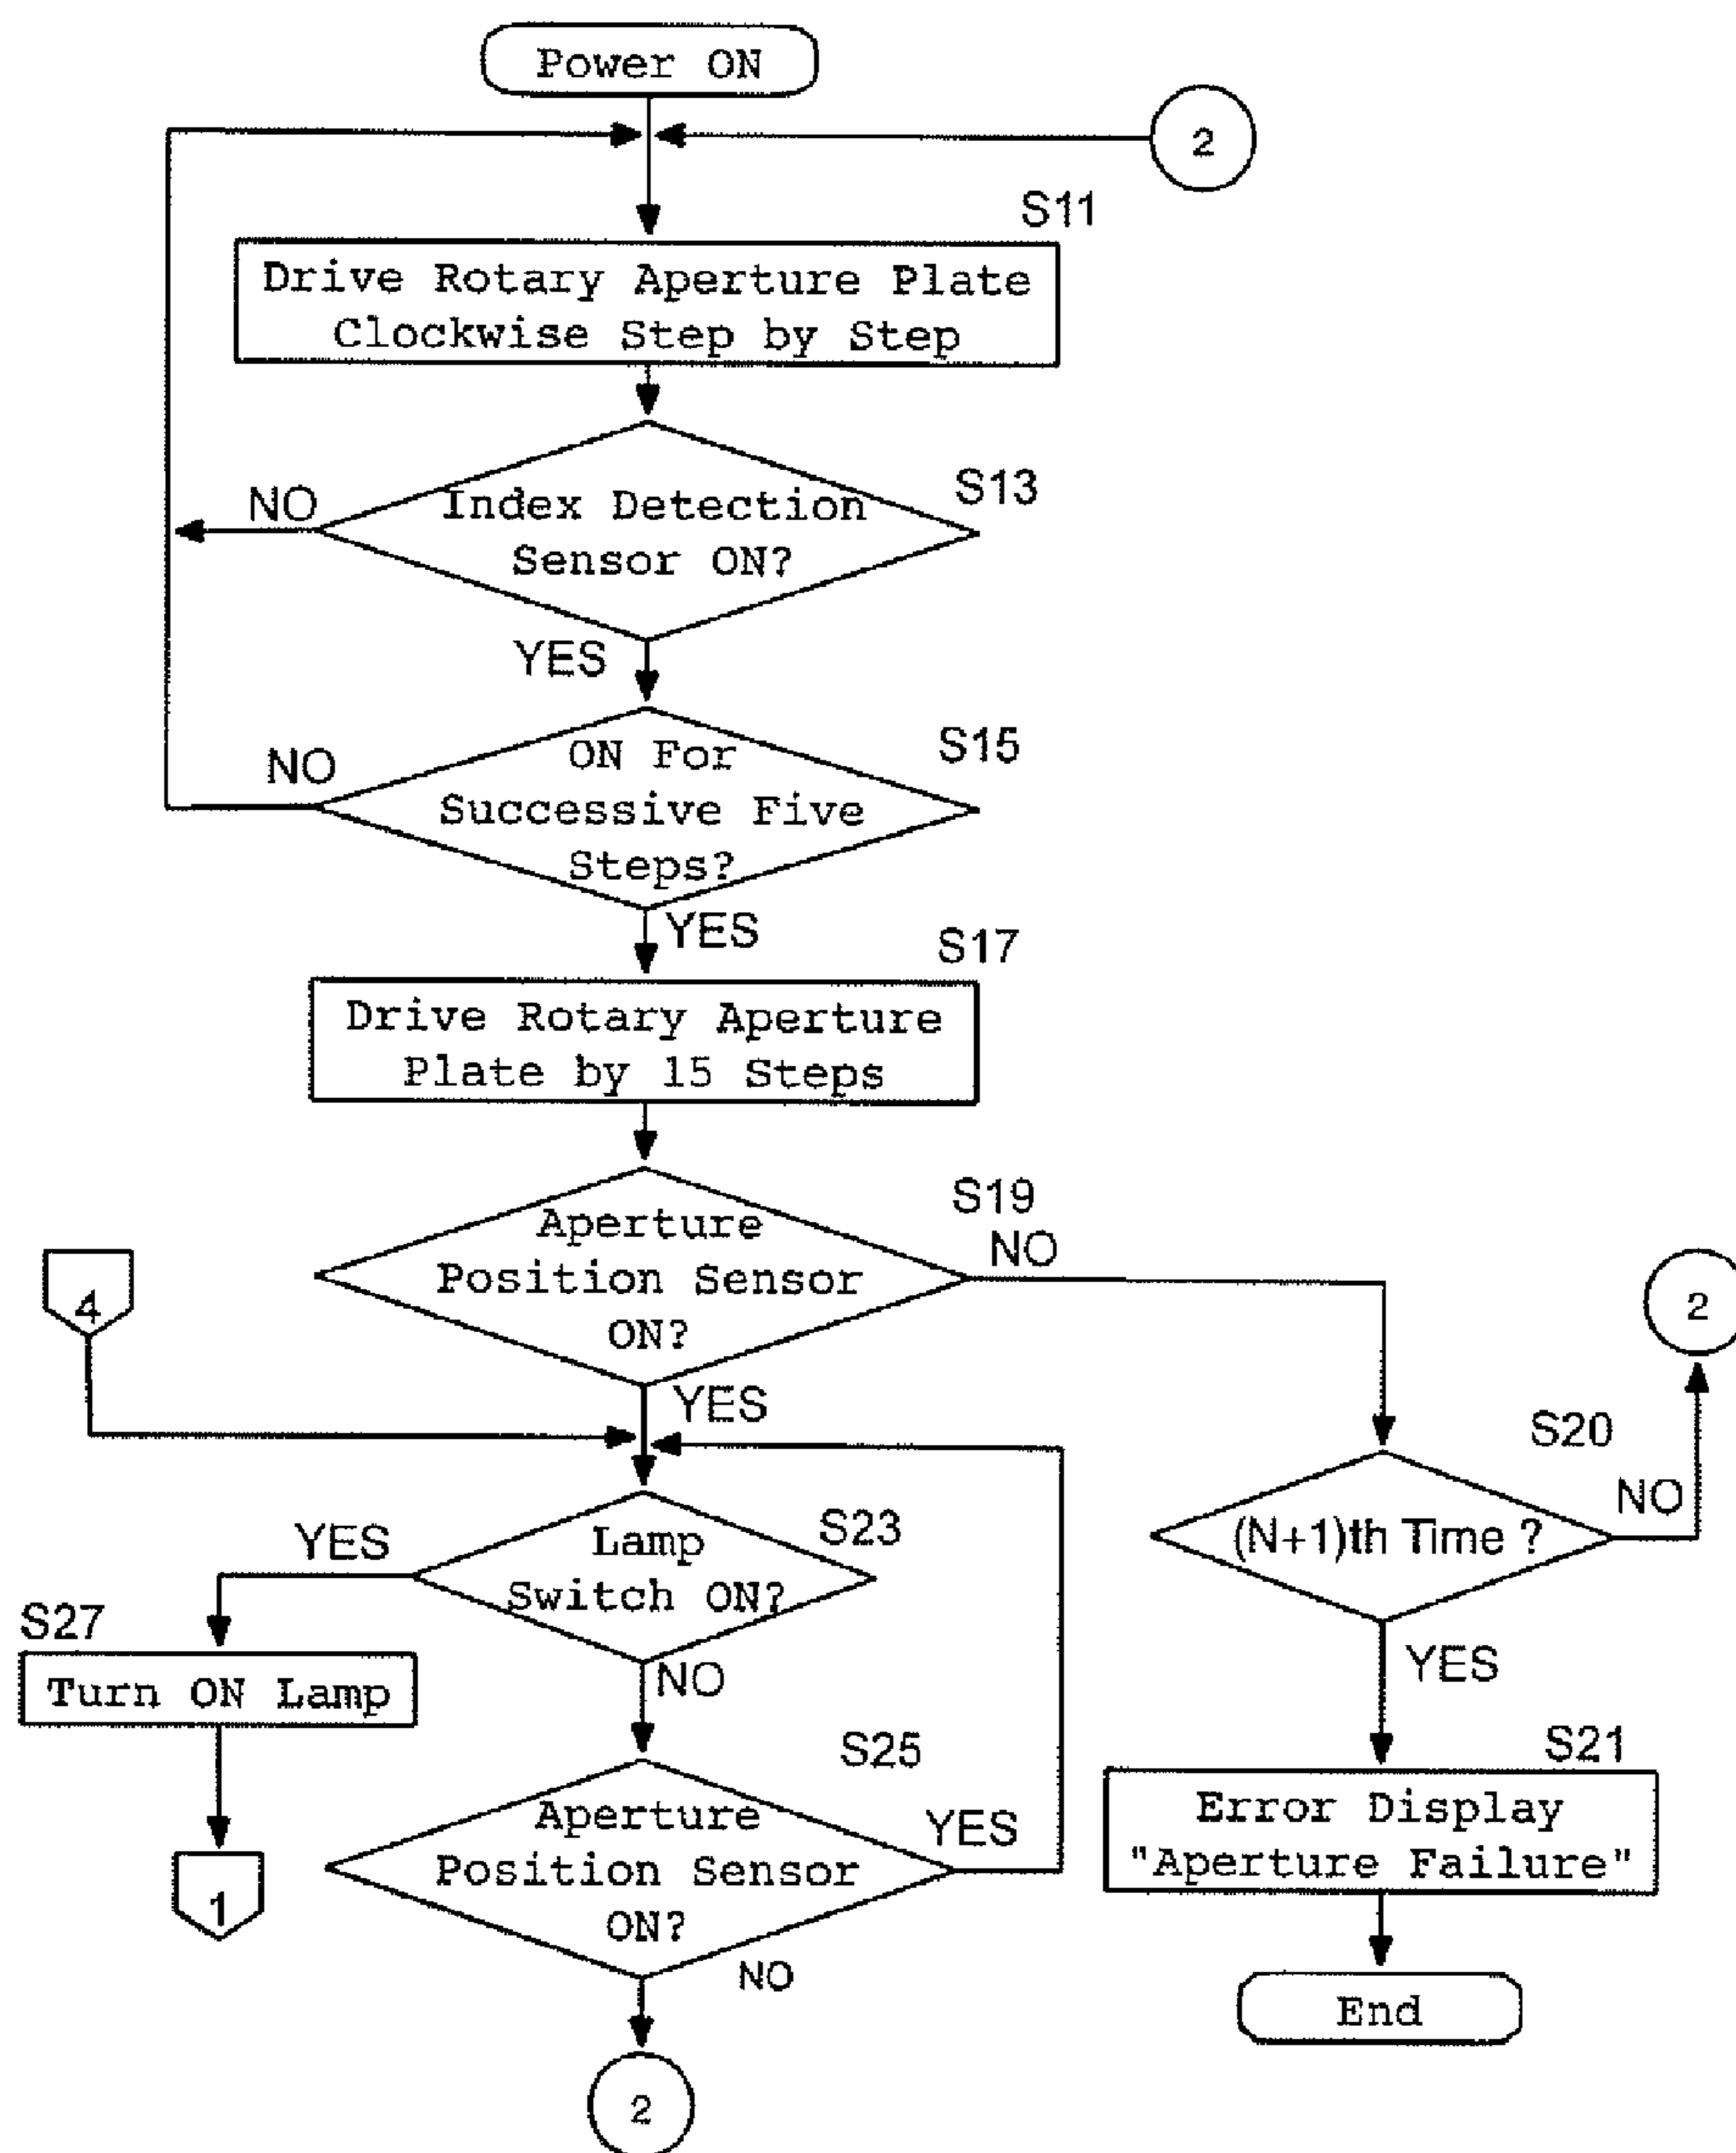 Power ON
2
S11
Drive Rotary Aperture Plate
Clockwise Step by Step
S13
NO
Index Detection
Sensor ON?
YES
S15
NO
ON For
Successive Five
Steps?
YES
S17
Drive Rotary Aperture
Plate by 15 Steps
S19
Aperture
Position Sensor
ON?
NO
4
2
YES
S20
(N+1)th Time ?
NO
YES
S23
Lamp
Switch ON?
YES
S27
Turn ON Lamp
NO
1
S25
Aperture
Position Sensor
ON?
YES
NO
2
S21
Error Display
"Aperture Failure"
End